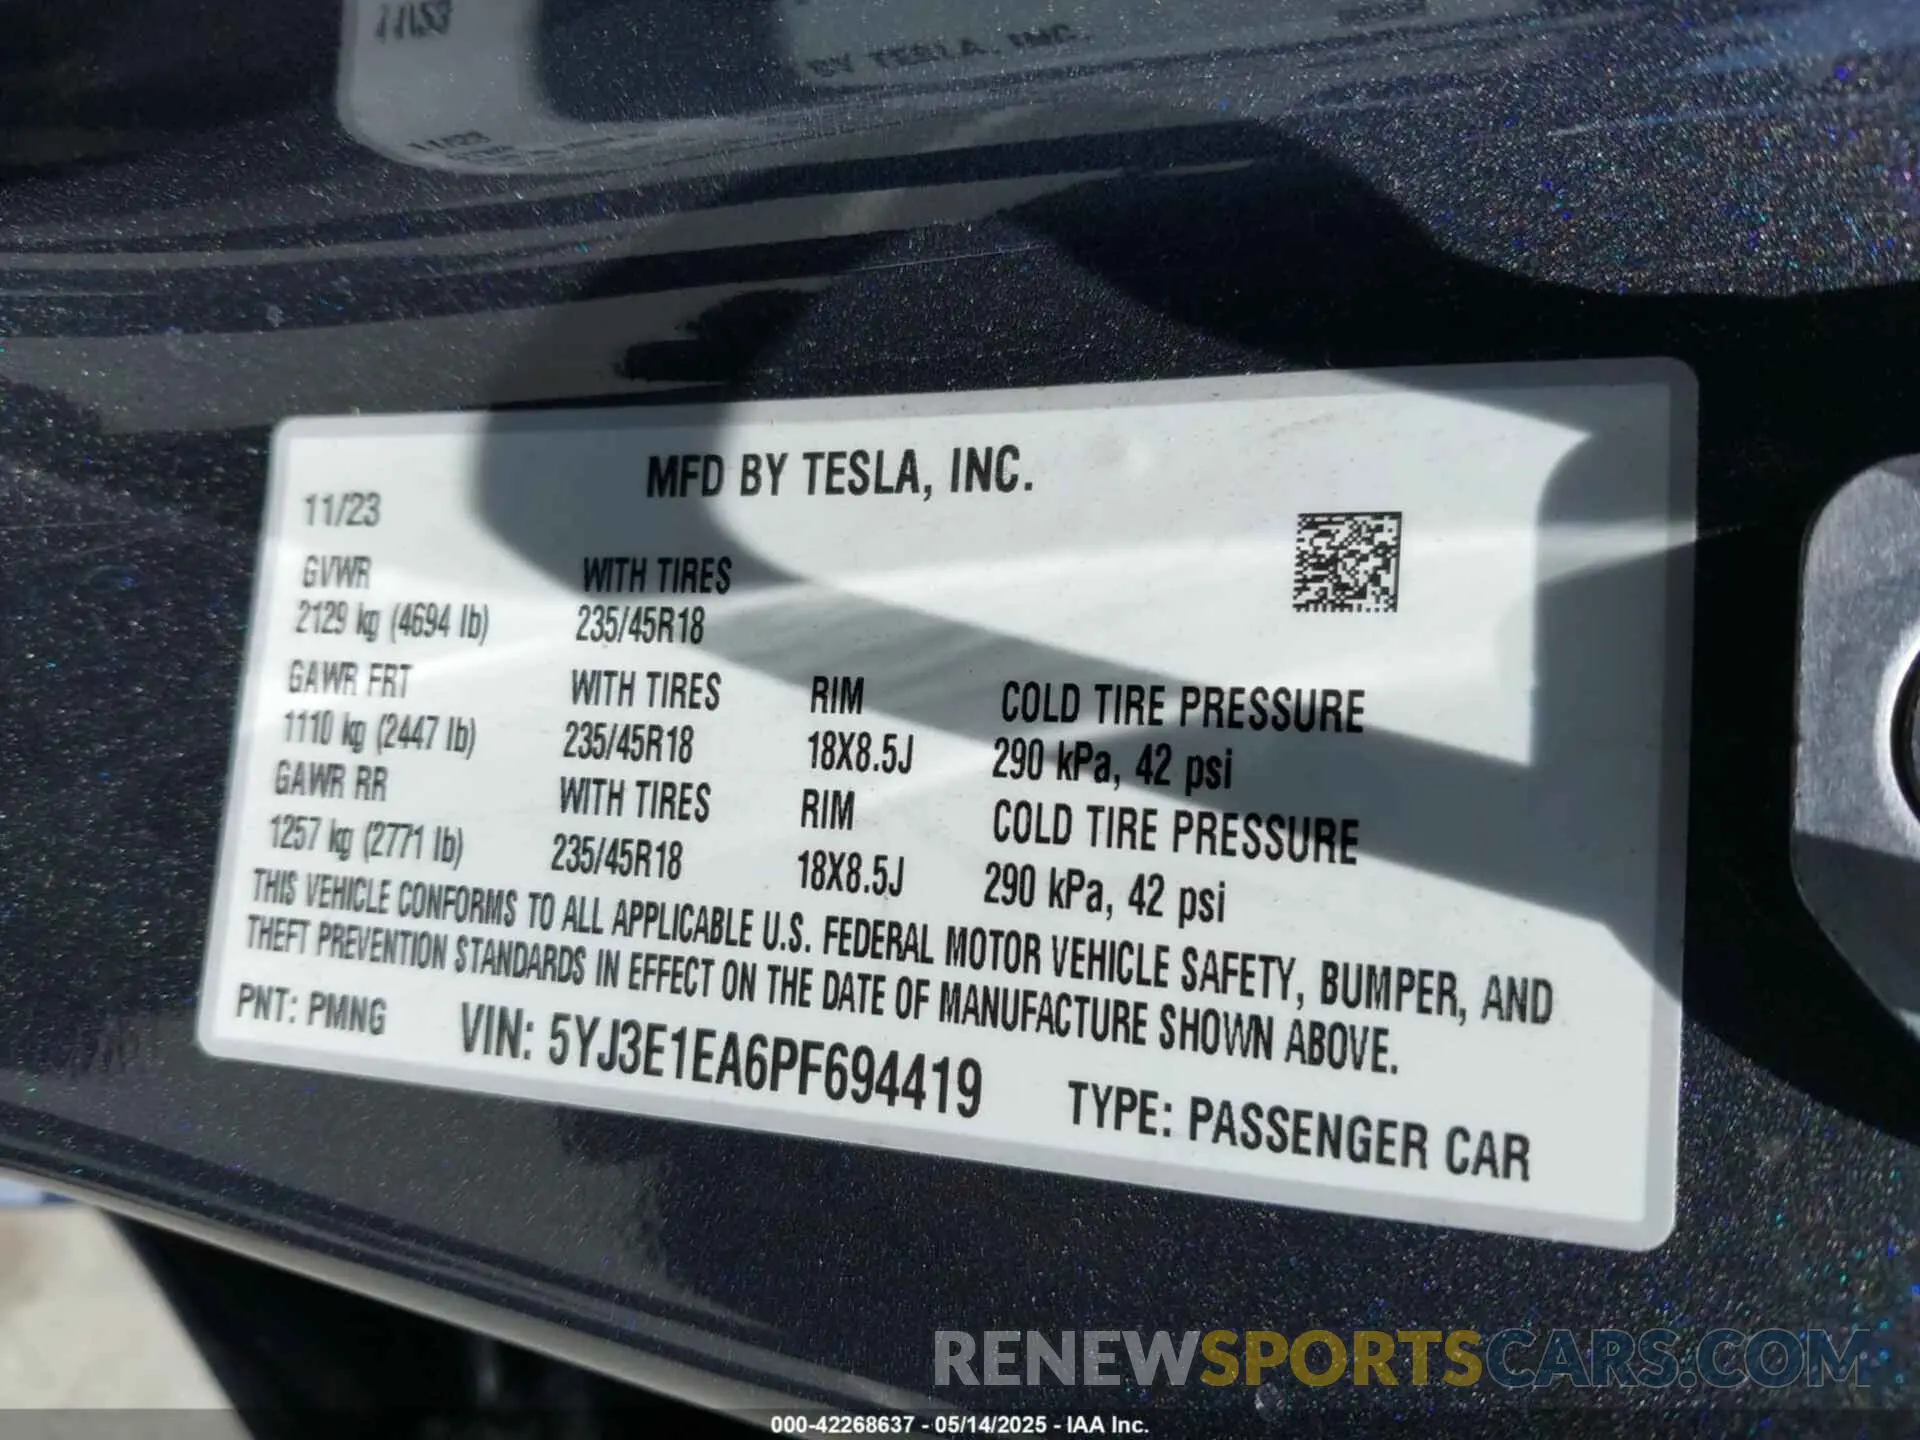 11/23
BY TESLA, INC.
11/23
MFD BY TESLA, INC.
11/23
GVWR WITH TIRES
2129 kg (4694 lb) 235/45R18
GAWR FRT WITH TIRES RIM COLD TIRE PRESSURE
1110 kg (2447 lb) 235/45R18 18X8.5J 290 kPa, 42 psi
GAWR RR WITH TIRES RIM COLD TIRE PRESSURE
1257 kg (2771 lb) 235/45R18 18X8.5J 290 kPa, 42 psi
THIS VEHICLE CONFORMS TO ALL APPLICABLE U.S. FEDERAL MOTOR VEHICLE SAFETY, BUMPER, AND
THEFT PREVENTION STANDARDS IN EFFECT ON THE DATE OF MANUFACTURE SHOWN ABOVE.
PNT: PMNG VIN: 5YJ3E1EA6PF694419 TYPE: PASSENGER CAR
RENEWSPORTSCARS.COM
000-42268637 - 05/14/2025 - IAA Inc.